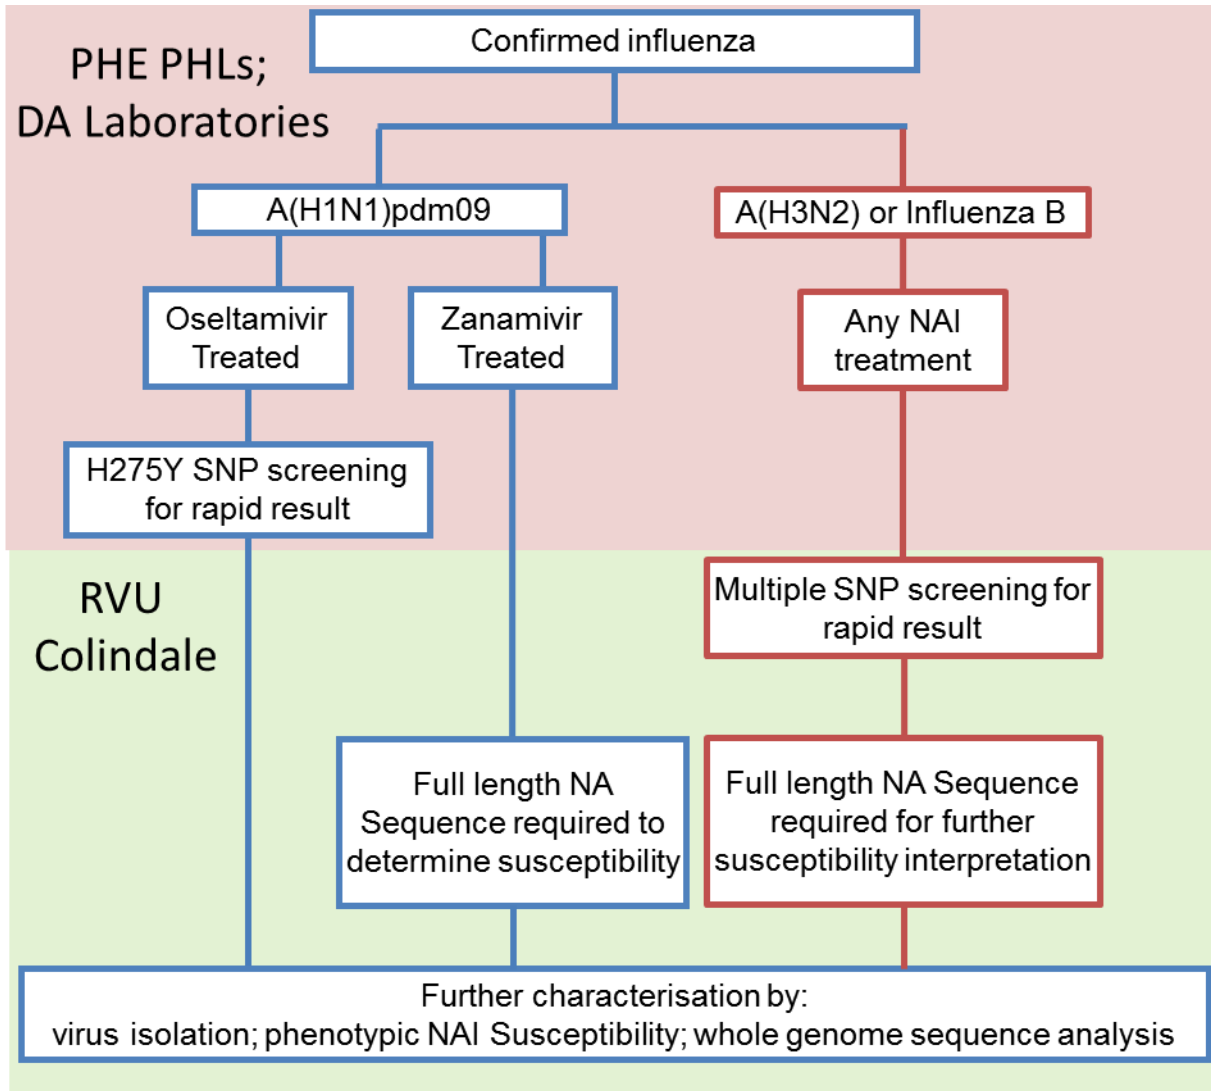 Confirmed influenza
PHE PHLs;
DA Laboratories
A(H1N1)pdm09
A(H3N2) or Influenza B
Oseltamivir
Treated
Zanamivir
Treated
Any NAI
treatment
H275Y SNP screening
for rapid result
RVU
Colindale
Multiple SNP screening for
rapid result
Full length NA
Sequence required to
determine susceptibility
Full length NA Sequence
required for further
susceptibility interpretation
Further characterisation by:
virus isolation; phenotypic NAI Susceptibility; whole genome sequence analysis